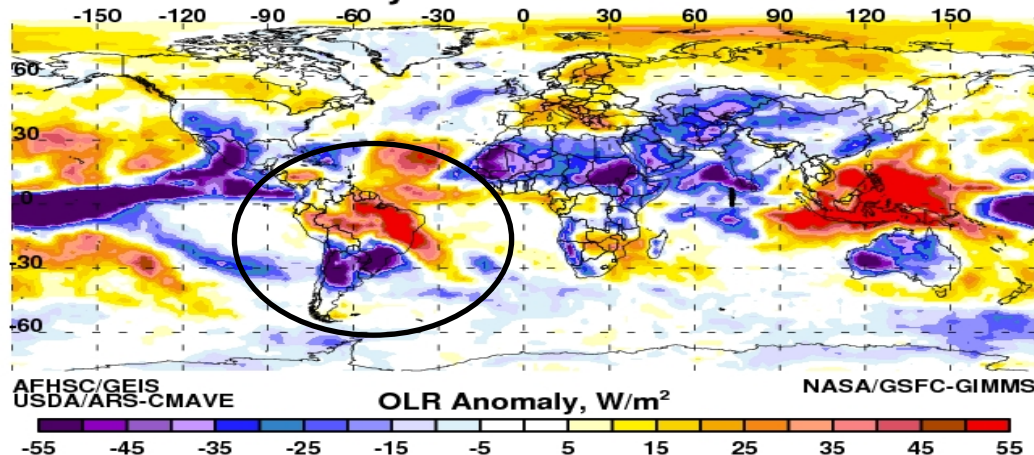 -150 -120 -90 -60 -30 0 30 60 90 120 150
60
30
0
-30
-60
AFHSC/GEIS
USDA/ARS-CMAVE
OLR Anomaly, W/m²
NASA/GSFC-GIMMS
-55 -45 -35 -25 -15 -5 5 15 25 35 45 55